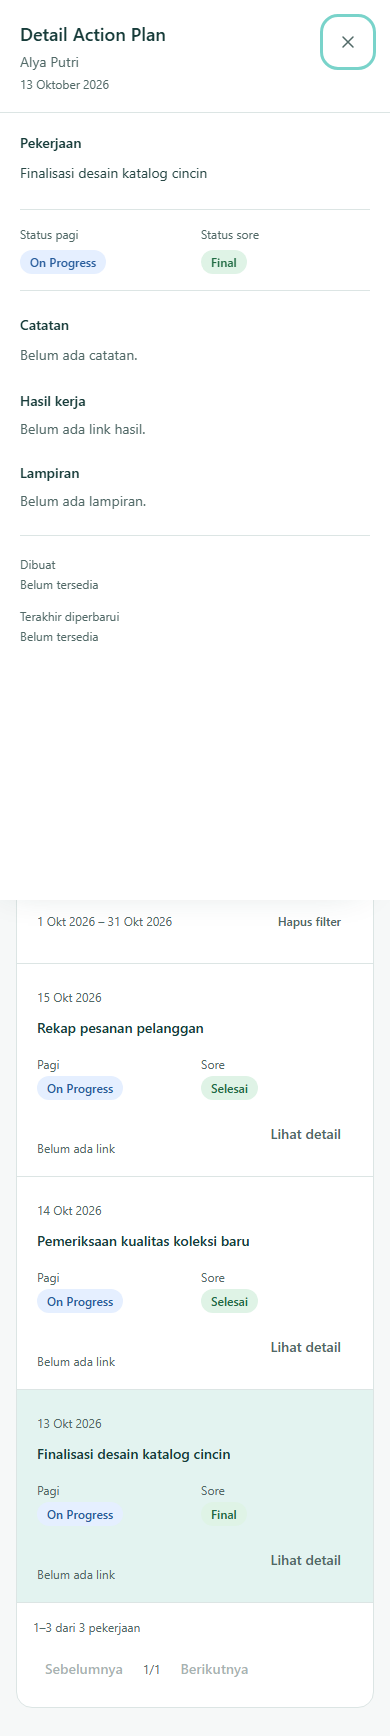 Detail Action Plan
Alya Putri
13 Oktober 2026
Pekerjaan
Finalisasi desain katalog cincin
Status pagi
Status sore
On Progress
Final
Catatan
Belum ada catatan.
Hasil kerja
Belum ada link hasil.
Lampiran
Belum ada lampiran.
Dibuat
Belum tersedia
Terakhir diperbarui
Belum tersedia
1 Okt 2026 – 31 Okt 2026
Hapus filter
15 Okt 2026
Rekap pesanan pelanggan
Pagi
Sore
On Progress
Selesai
Lihat detail
Belum ada link
14 Okt 2026
Pemeriksaan kualitas koleksi baru
Pagi
Sore
On Progress
Selesai
Lihat detail
Belum ada link
13 Okt 2026
Finalisasi desain katalog cincin
Pagi
Sore
On Progress
Final
Lihat detail
Belum ada link
1–3 dari 3 pekerjaan
Sebelumnya
1/1
Berikutnya